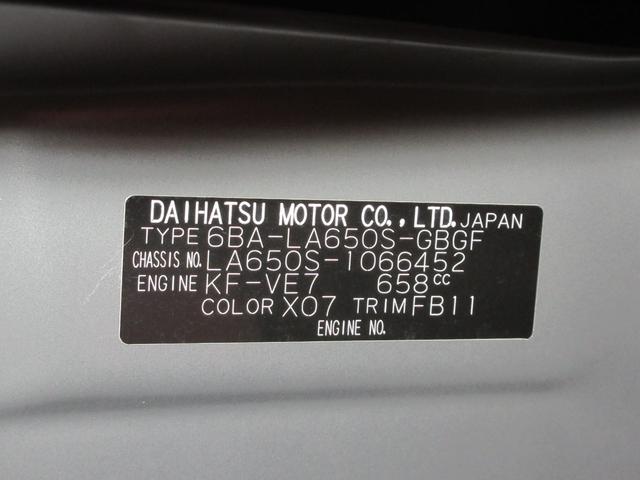 DAIHATSU MOTOR CO., LTD. JAPAN
TYPE 6BA-LA650S-GBGF
CHASSIS NO. LA650S-1066452
ENGINE KF-VE7 658cc
COLOR X07 TRIM FB11
ENGINE NO.